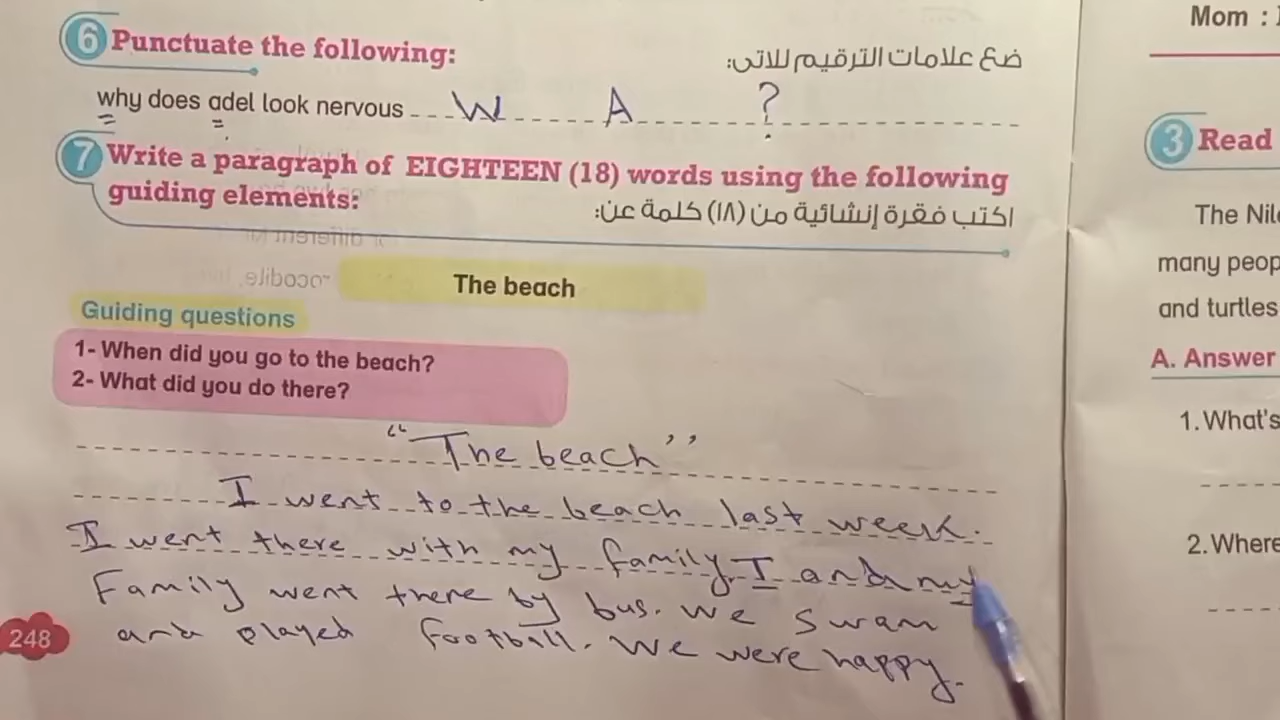 6 Punctuate the following:
ضع علامات الترقيم للآتى:
why does adel look nervous W A ?
7 Write a paragraph of EIGHTEEN (18) words using the following
guiding elements:
اكتب فقرة إنشائية من (١٨) كلمة عن:
The beach
Guiding questions
1- When did you go to the beach?
2- What did you do there?
“The beach’’
I went to the beach last week.
I went there with my family. I and my
Family went there by bus. We swam
and played football. We were happy.
248
Mom :
3 Read
The Nile
many peop
and turtles
A. Answer
1. What's
2. Where